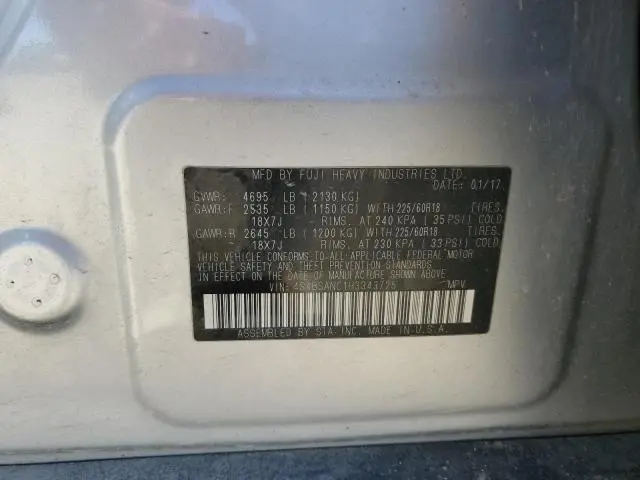 MFD BY FUJI HEAVY INDUSTRIES LTD.
DATE: 01/17
GVWR: 4695 LB (2130 KG)
GAWR:F 2535 LB (1150 KG) WITH 225/60R18 TIRES,
18X7J RIMS, AT 240 KPA (35 PSI) COLD
GAWR:R 2645 LB (1200 KG) WITH 225/60R18 TIRES,
18X7J RIMS, AT 230 KPA (33 PSI) COLD
THIS VEHICLE CONFORMS TO ALL APPLICABLE FEDERAL MOTOR
VEHICLE SAFETY AND THEFT PREVENTION STANDARDS
IN EFFECT ON THE DATE OF MANUFACTURE SHOWN ABOVE.
VIN: 4S4BSANC1H3343725 MPV
ASSEMBLED BY SIA INC. MADE IN U.S.A.